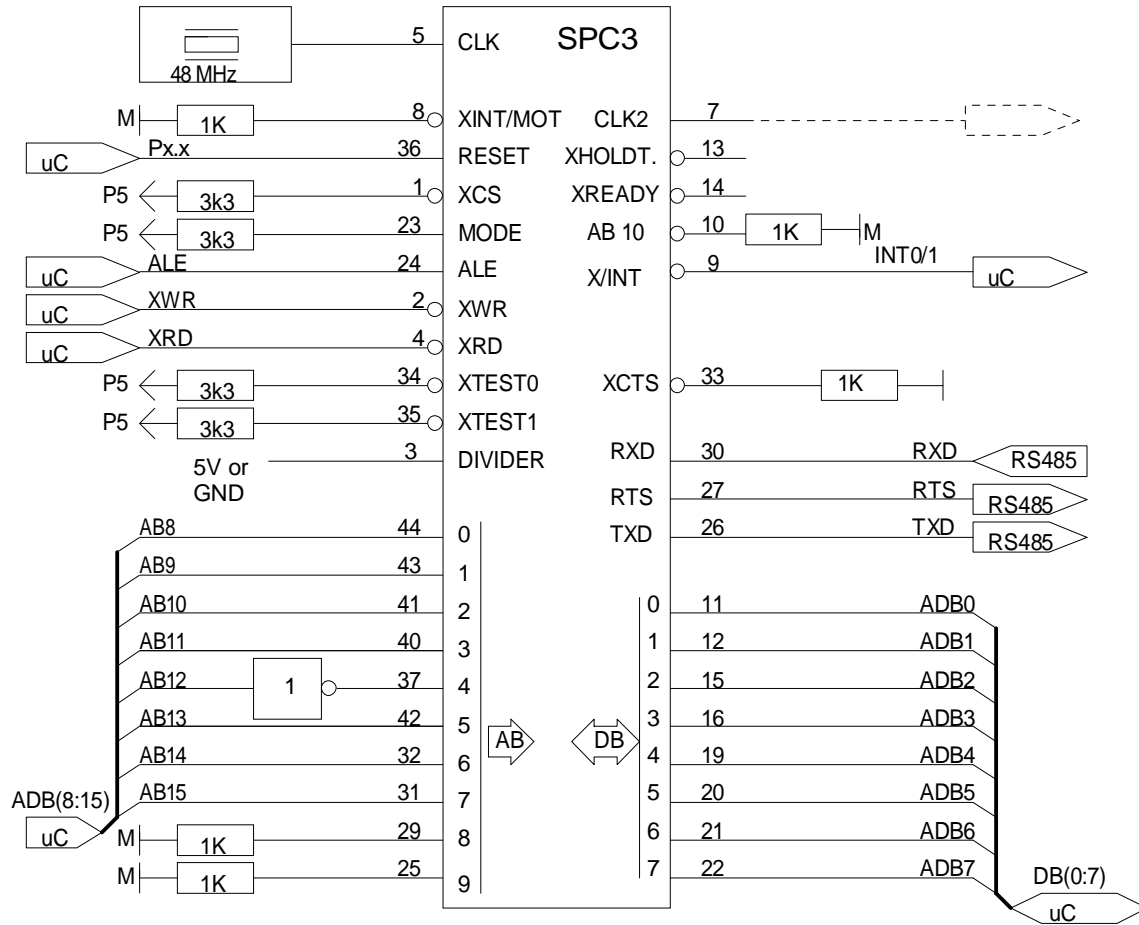 5 CLK SPC3
48 MHz
M 1K 8 XINT/MOT CLK2 7
uC Px.x 36 RESET XHOLDT. 13
P5 3k3 1 XCS XREADY 14
P5 3k3 23 MODE AB 10 10 1K M
uC ALE 24 ALE X/INT 9 INT0/1 uC
uC XWR 2 XWR
uC XRD 4 XRD
P5 3k3 34 XTEST0 XCTS 33 1K
P5 3k3 35 XTEST1
5V or GND 3 DIVIDER RXD 30 RXD RS485
RTS 27 RTS RS485
AB8 44 0 TXD 26 TXD RS485
AB9 43 1
AB10 41 2 0 11 ADB0
AB11 40 3 1 12 ADB1
AB12 1 37 4 2 15 ADB2
AB13 42 5 AB DB 3 16 ADB3
AB14 32 6 4 19 ADB4
ADB(8:15) AB15 31 7 5 20 ADB5
uC M 1K 29 8 6 21 ADB6
M 1K 25 9 7 22 ADB7 DB(0:7)
uC